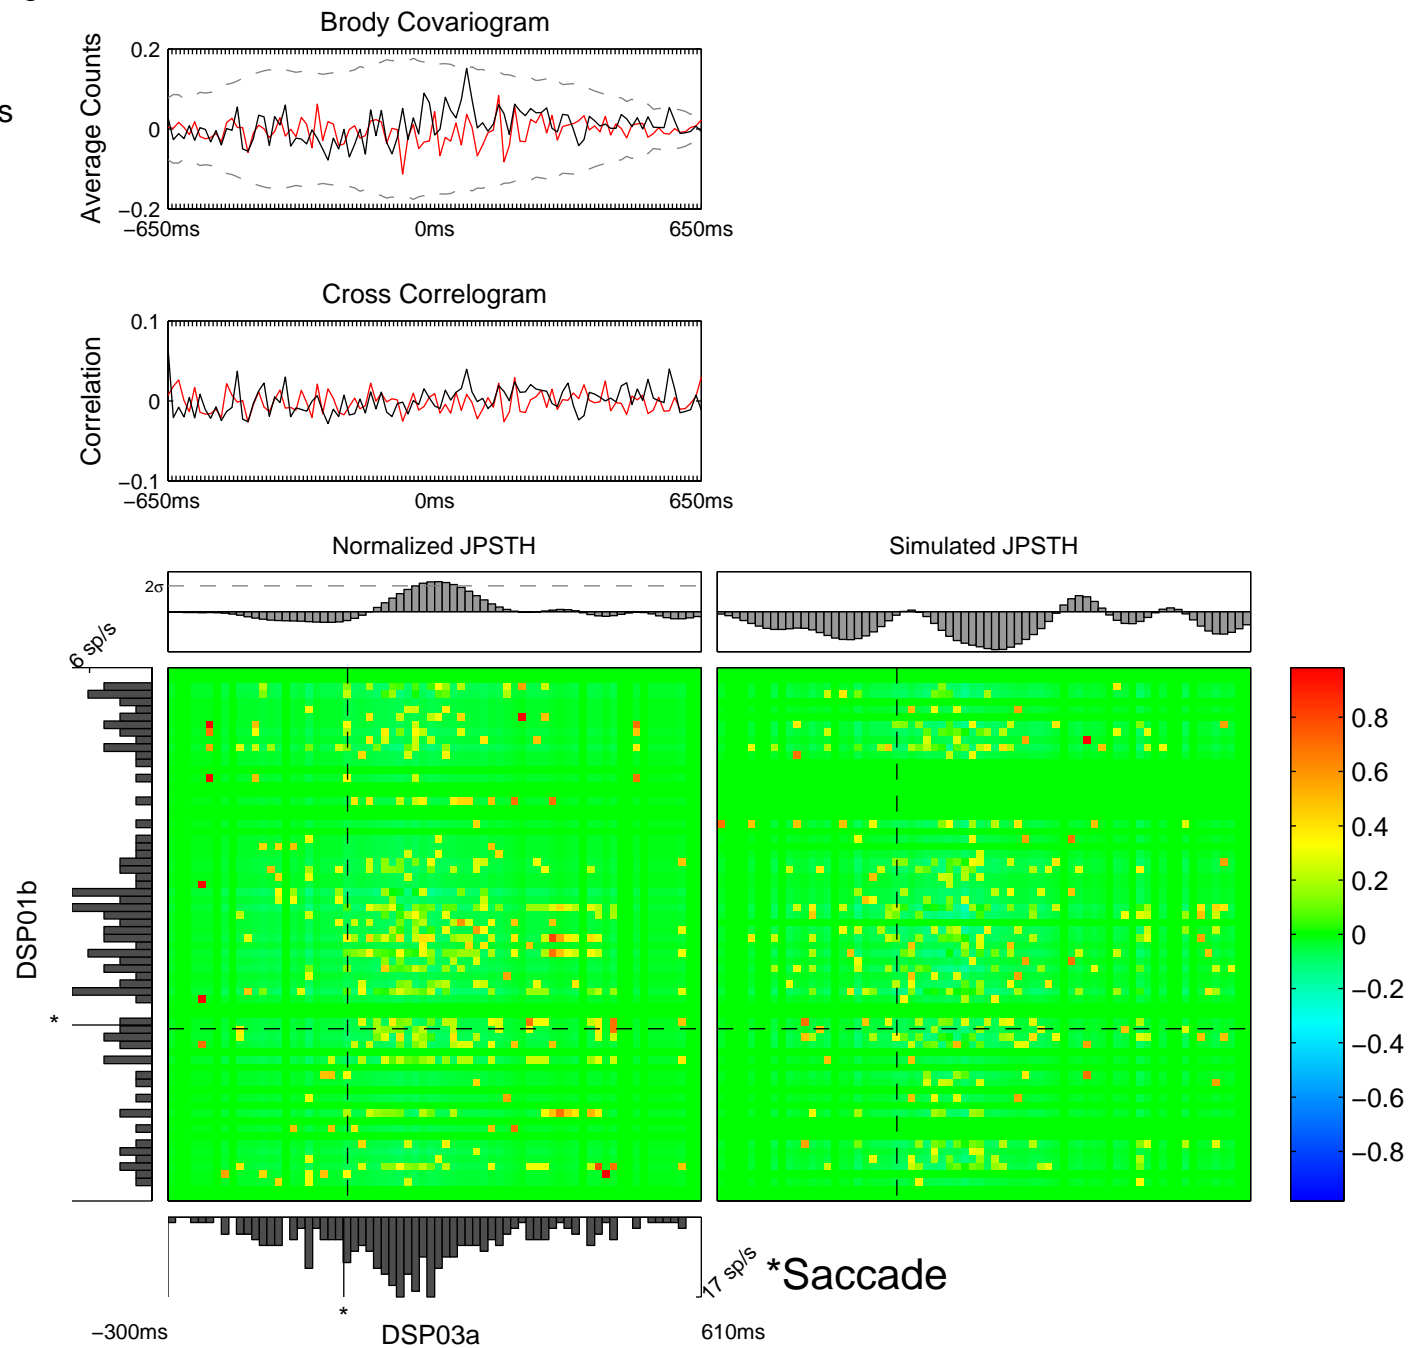 Brody Covariogram
Average Counts
0.2
0
−0.2
−650ms
0ms
650ms
s
Cross Correlogram
Correlation
0.1
0
−0.1
−650ms
0ms
650ms
Normalized JPSTH
Simulated JPSTH
2σ
6 sp/s
DSP01b
*
0.8
0.6
0.4
0.2
0
−0.2
−0.4
−0.6
−0.8
17 sp/s
*Saccade
*
−300ms
DSP03a
610ms